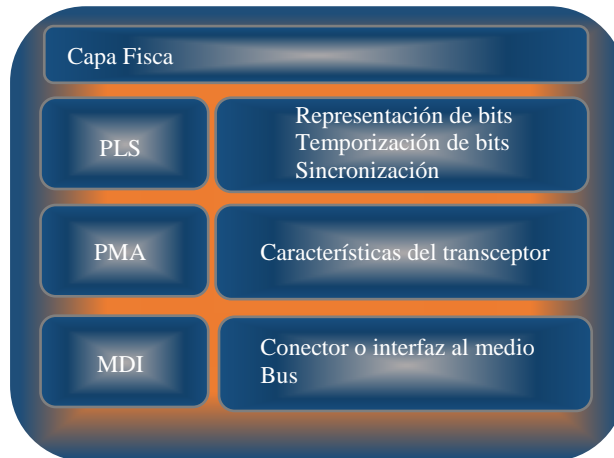 Capa Fisca
PLS
Representación de bits
Temporización de bits
Sincronización
PMA
Características del transceptor
MDI
Conector o interfaz al medio
Bus